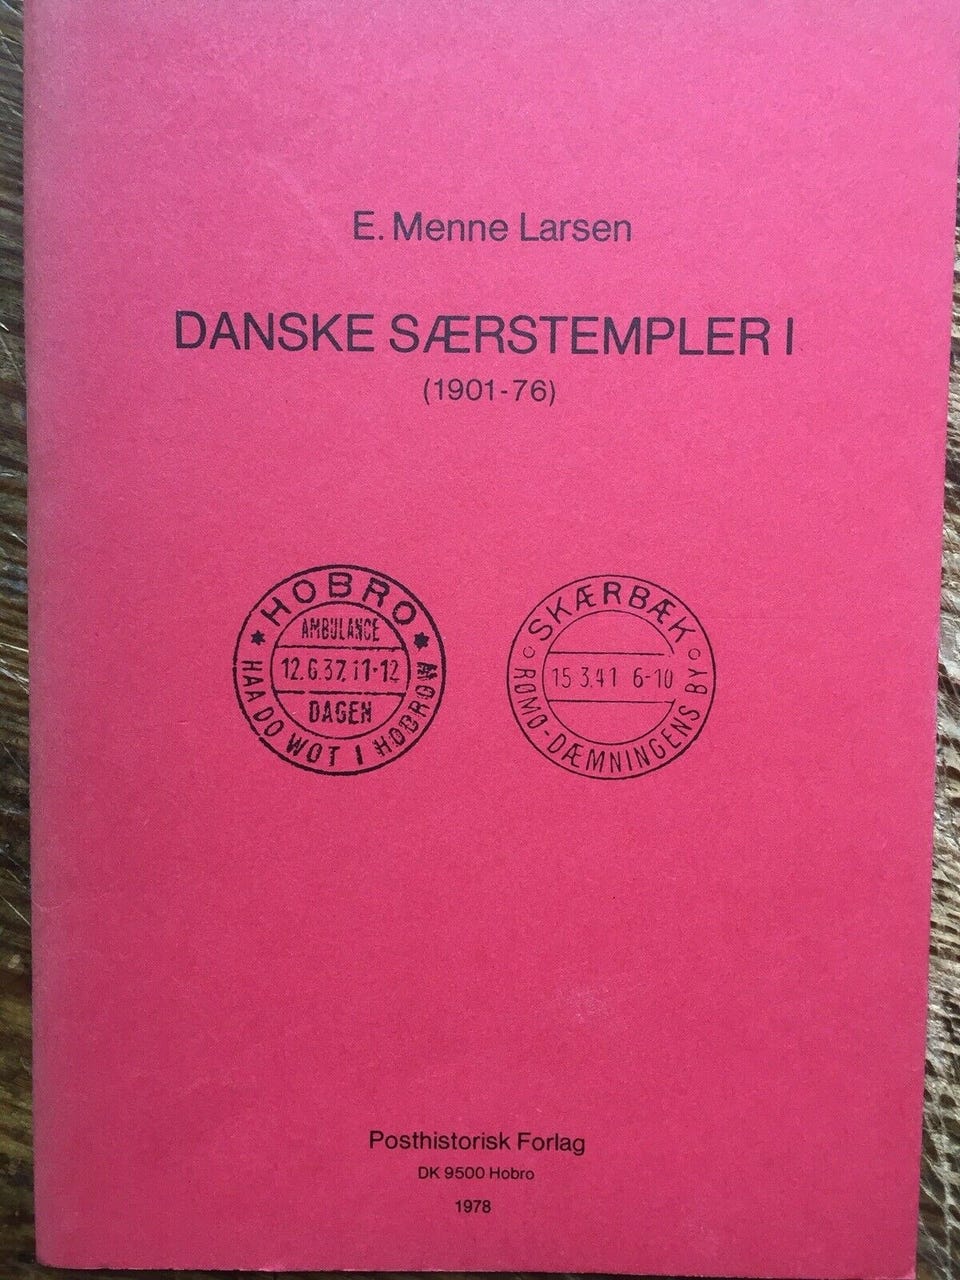 E. Menne Larsen
DANSKE SÆRSTEMPLER I
(1901-76)
HOBRO
AMBULANCE
12.6.37. 11-12
DAGEN
HAA DO WOT I HOBROW
SKÆRBÆK
15 3.41 6-10
RØMØ-DÆMNINGENS BY
Posthistorisk Forlag
DK 9500 Hobro
1978